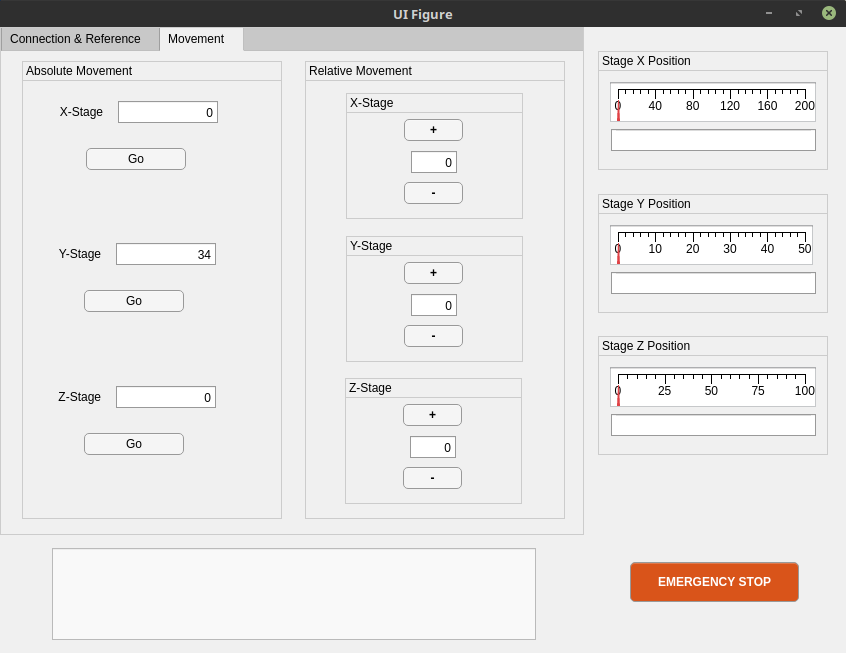 UI Figure
Connection & Reference
Movement
Absolute Movement
X-Stage
0
Go
Y-Stage
34
Go
Z-Stage
0
Go
Relative Movement
X-Stage
+
0
-
Y-Stage
+
0
-
Z-Stage
+
0
-
Stage X Position
0 40 80 120 160 200
Stage Y Position
0 10 20 30 40 50
Stage Z Position
0 25 50 75 100
EMERGENCY STOP